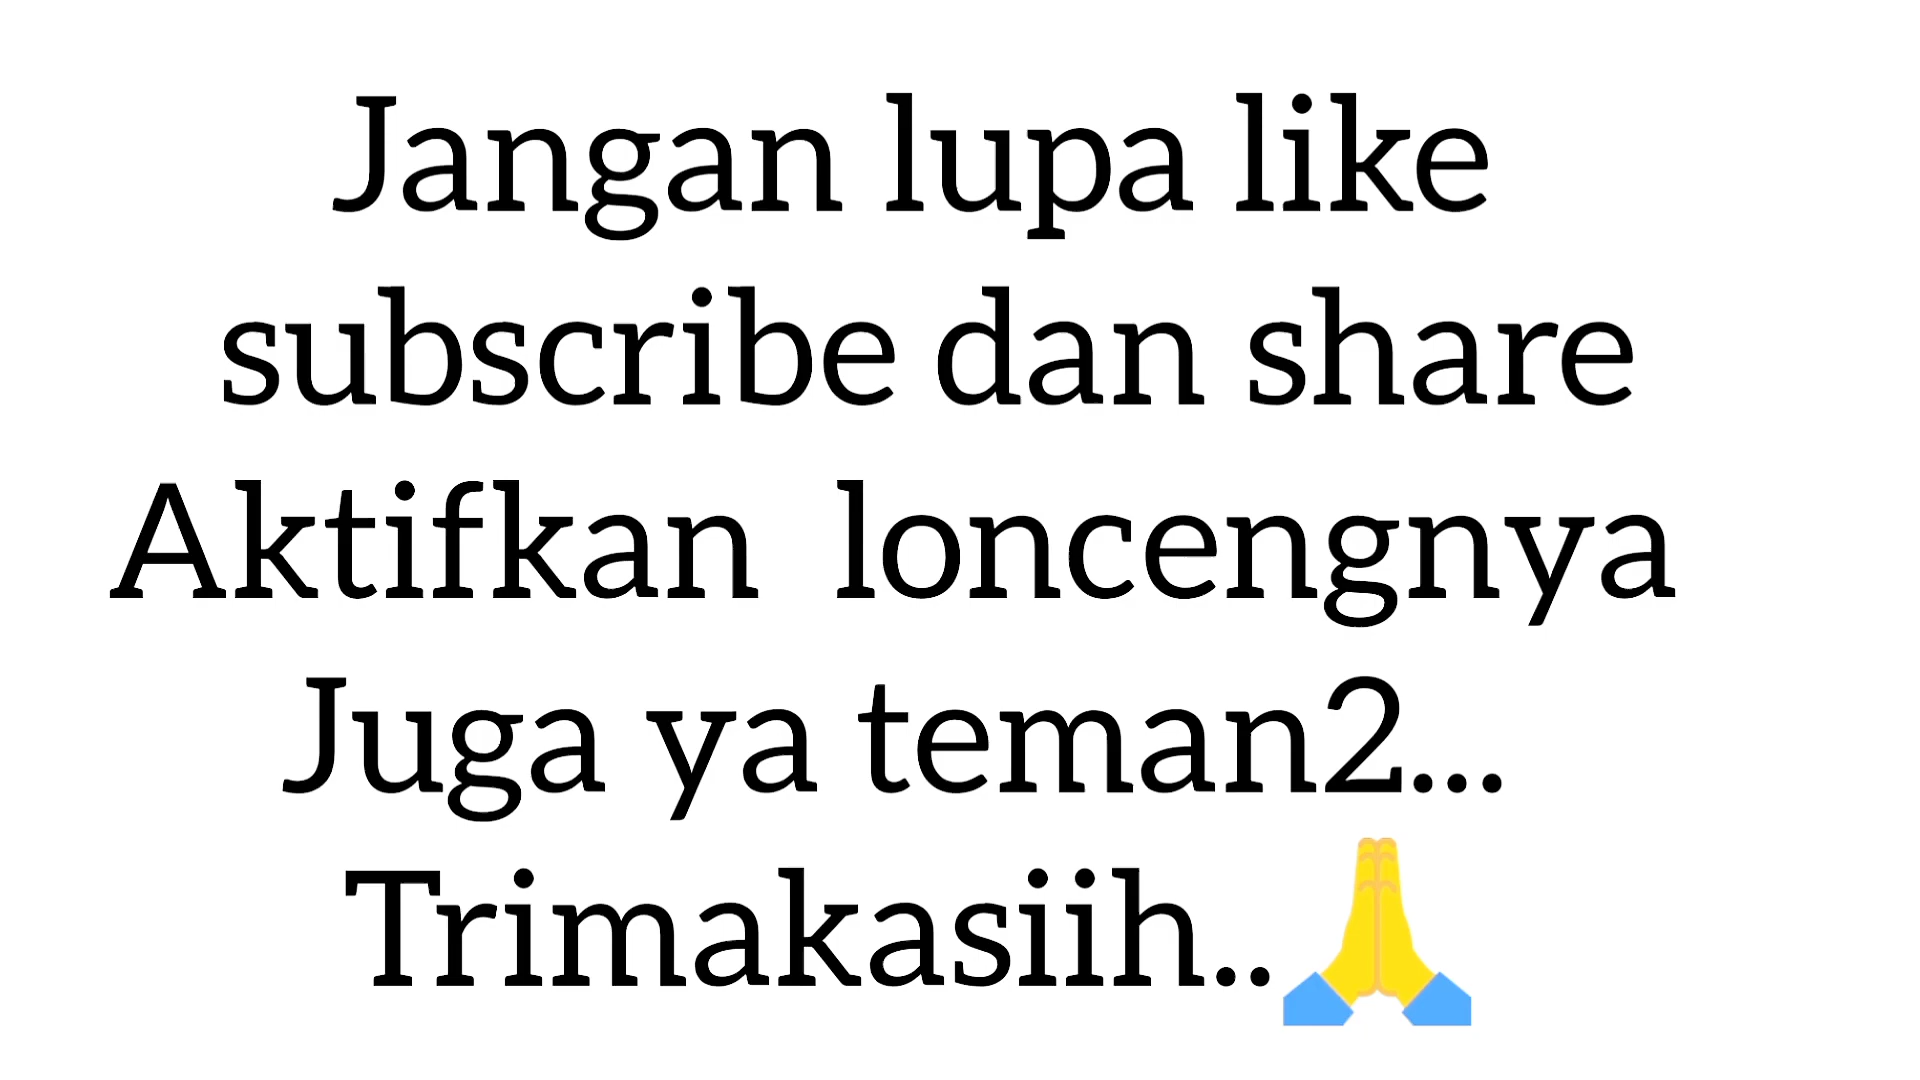 Jangan lupa like
subscribe dan share
Aktifkan  loncengnya
Juga ya teman2...
Trimakasiih..🙏